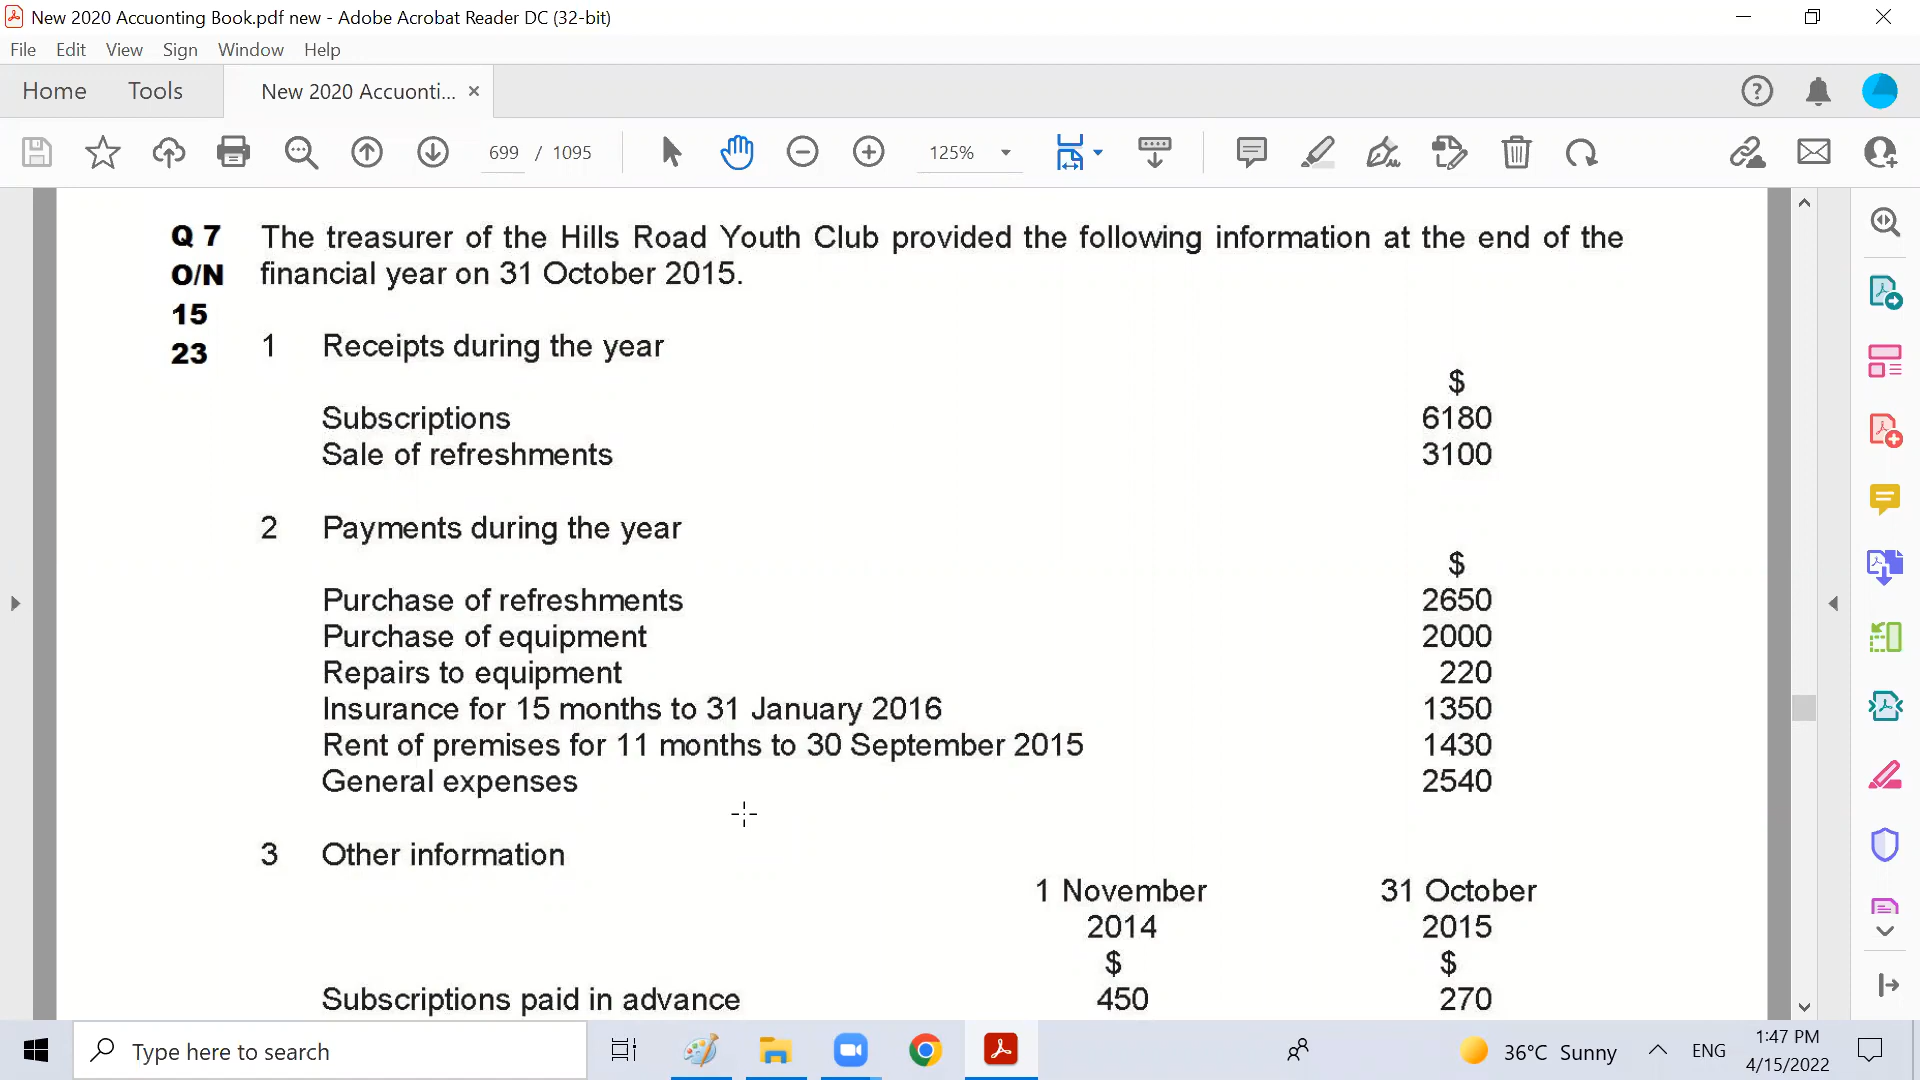 New 2020 Accuonting Book.pdf new - Adobe Acrobat Reader DC (32-bit)
File Edit View Sign Window Help
Home Tools New 2020 Accuonti... ×
699 / 1095 125%
Q 7 The treasurer of the Hills Road Youth Club provided the following information at the end of the
O/N financial year on 31 October 2015.
15
23 1 Receipts during the year
$
Subscriptions 6180
Sale of refreshments 3100
2 Payments during the year
$
Purchase of refreshments 2650
Purchase of equipment 2000
Repairs to equipment 220
Insurance for 15 months to 31 January 2016 1350
Rent of premises for 11 months to 30 September 2015 1430
General expenses 2540
3 Other information
1 November 31 October
2014 2015
$ $
Subscriptions paid in advance 450 270
Type here to search
36°C Sunny ENG 1:47 PM
4/15/2022